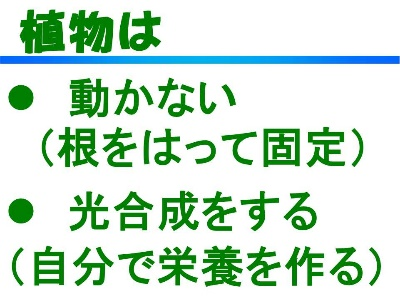 植物は
● 動かない
（根をはって固定）
● 光合成をする
（自分で栄養を作る）